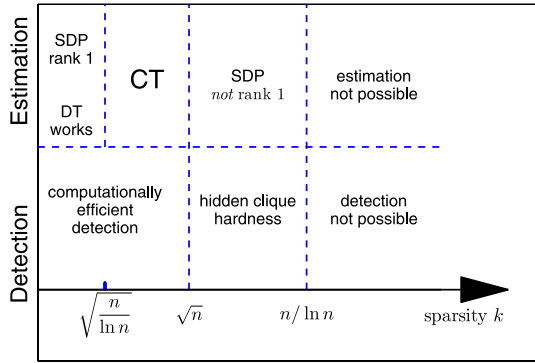 Estimation
SDP
rank 1
DT
works
CT
SDP
not rank 1
estimation
not possible
Detection
computationally
efficient
detection
hidden clique
hardness
detection
not possible
√(n/ln n)
√n
n/ ln n
sparsity k